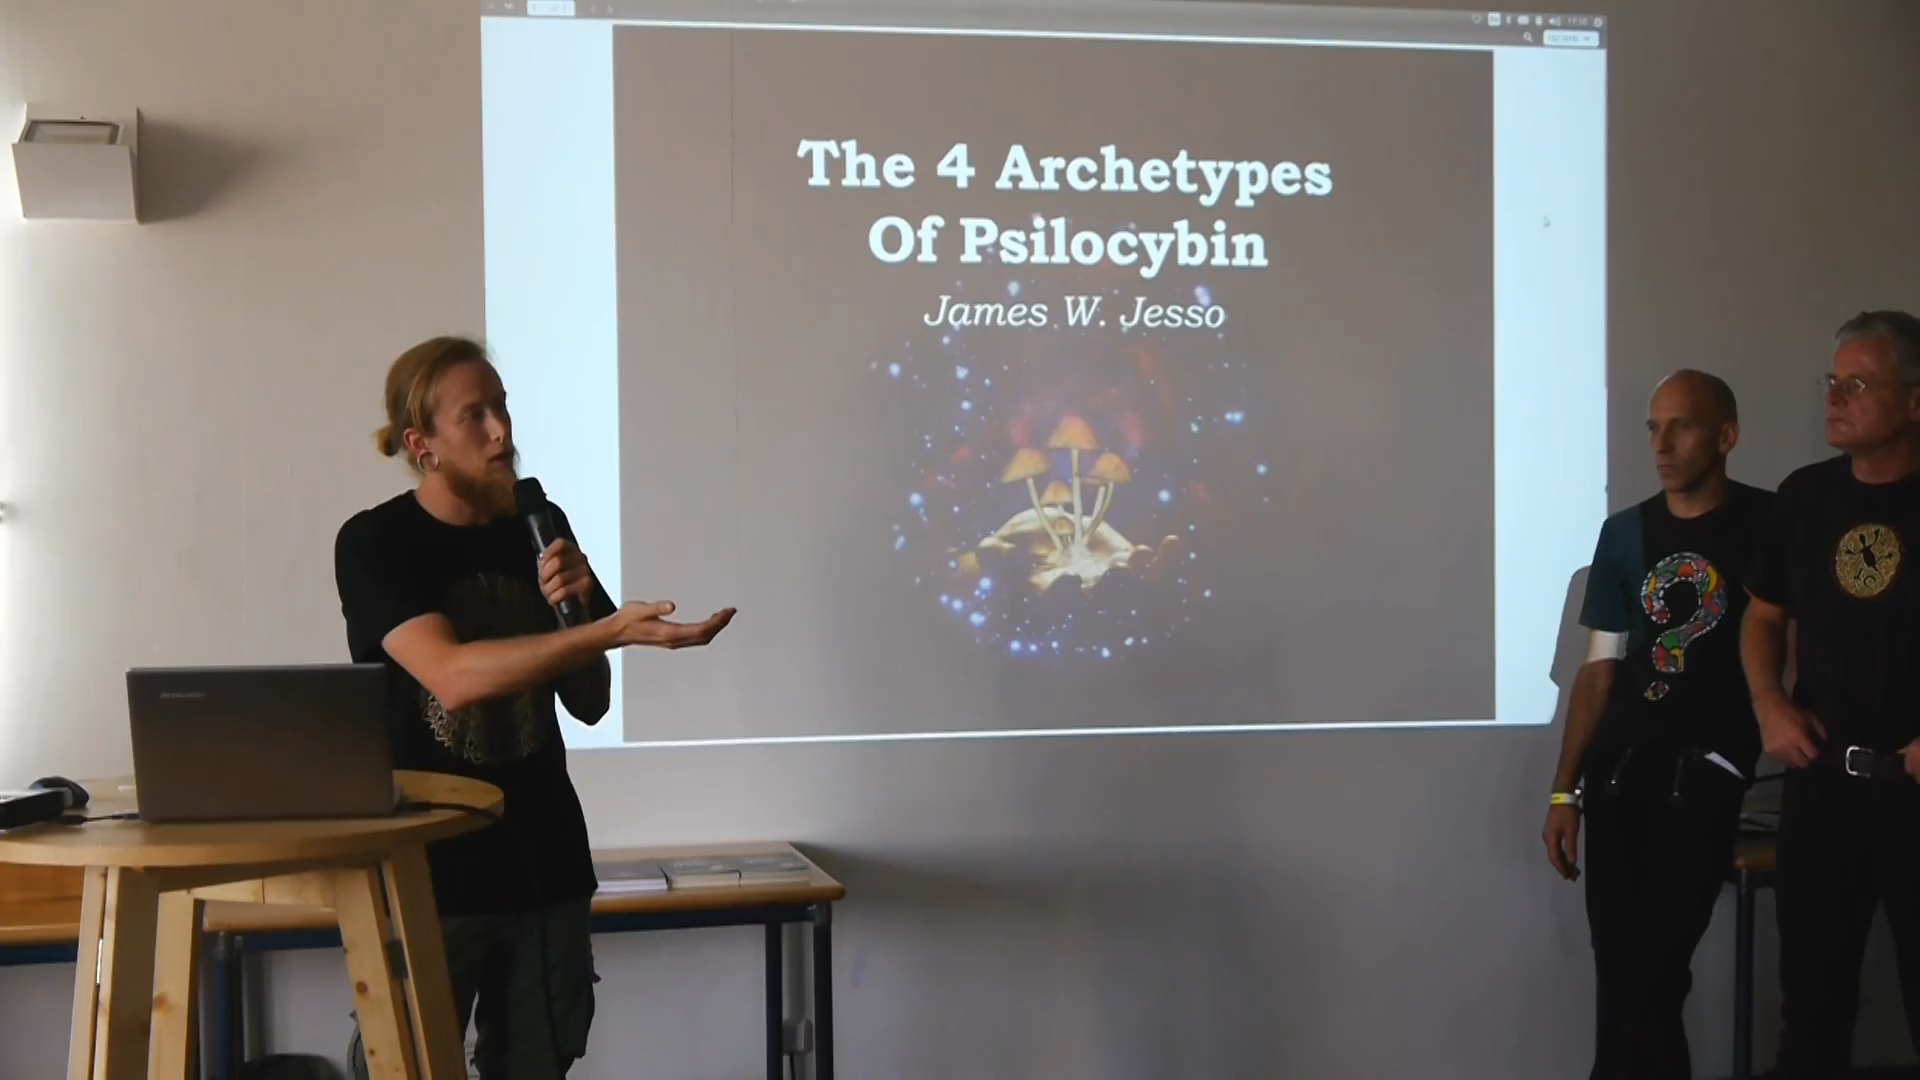 The 4 Archetypes
Of Psilocybin
James W. Jesso
?